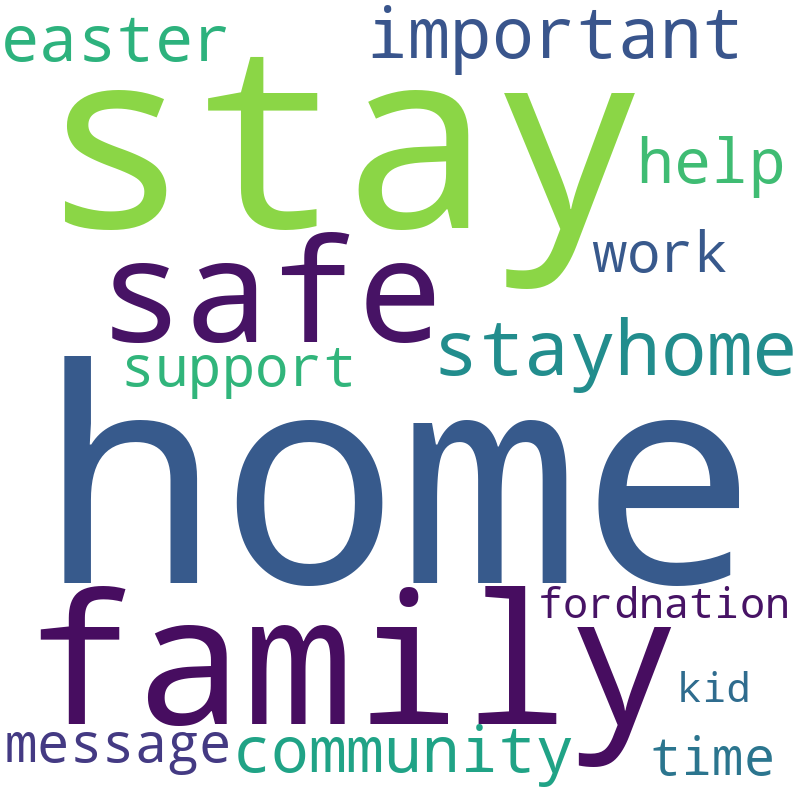 easter important
stay
help
work
safe
stayhome
support
home
family
fordnation
kid
message community time